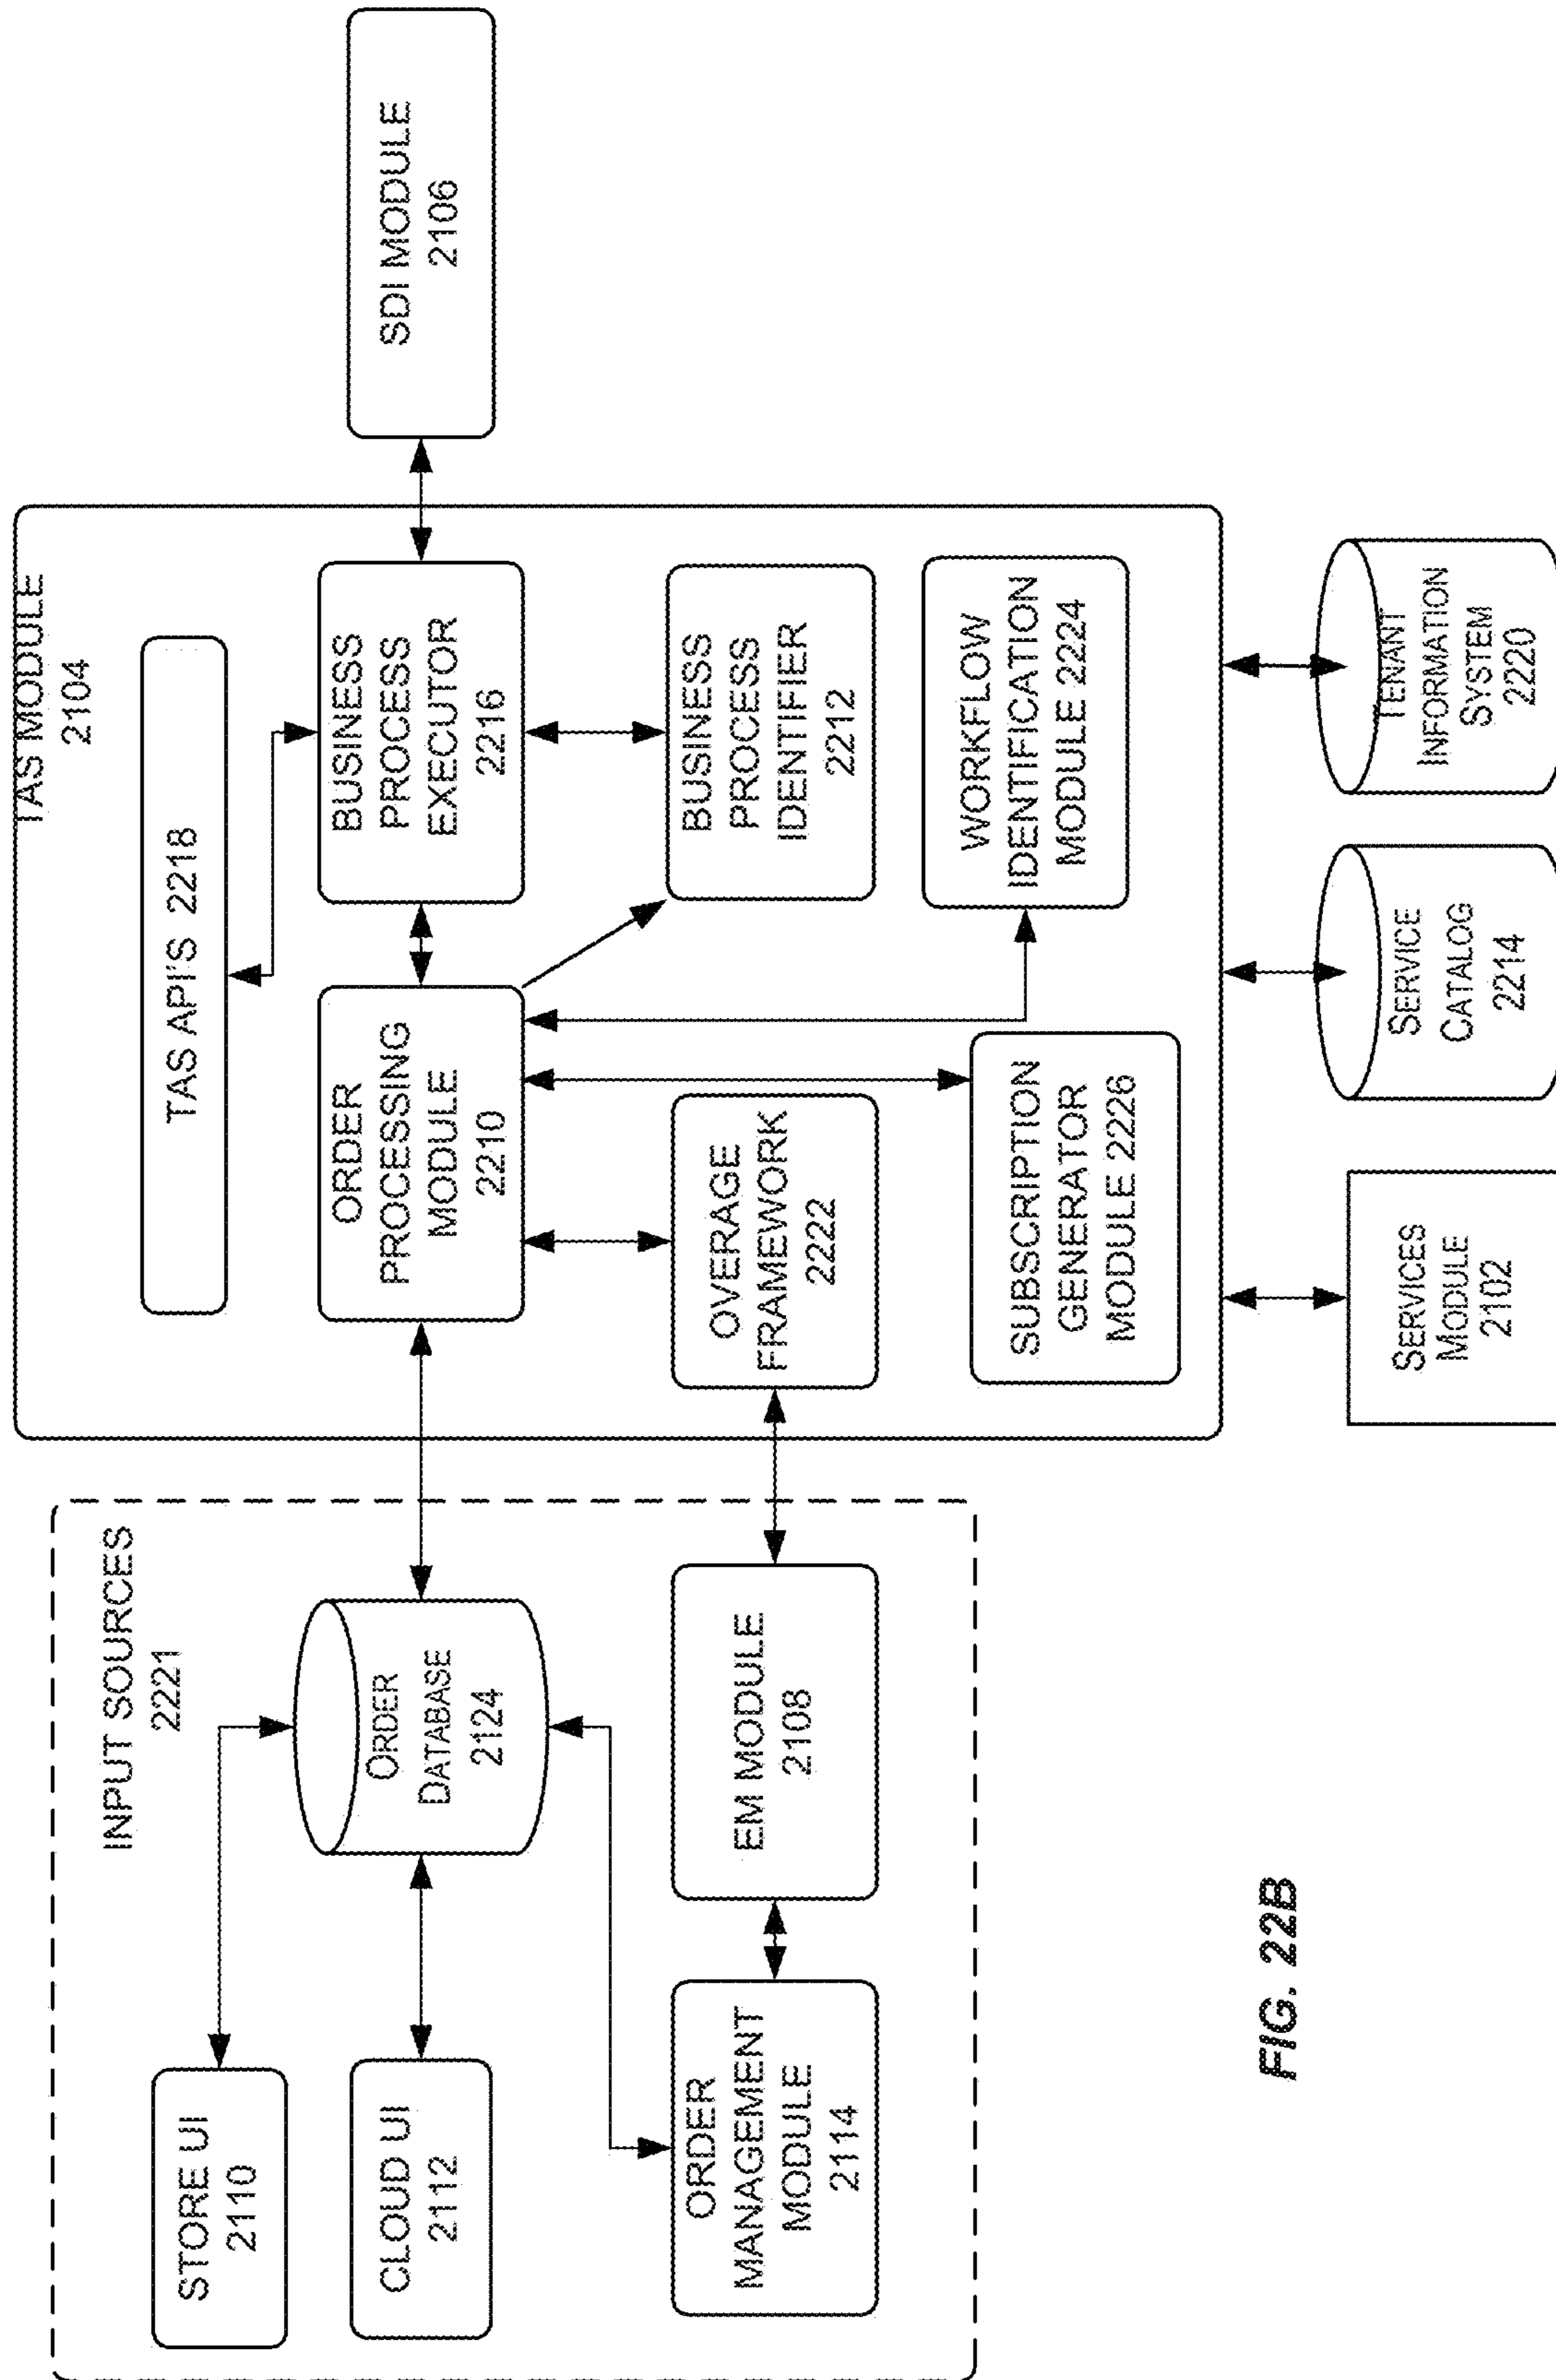 INPUT SOURCES
2221
STORE UI
2110
CLOUD UI
2112
ORDER
DATABASE
2124
ORDER
MANAGEMENT
MODULE
2114
EM MODULE
2108
TAS MODULE
2104
TAS API'S 2218
ORDER
PROCESSING
MODULE
2210
BUSINESS
PROCESS
EXECUTOR
2216
OVERAGE
FRAMEWORK
2222
BUSINESS
PROCESS
IDENTIFIER
2212
SUBSCRIPTION
GENERATOR
MODULE 2226
WORKFLOW
IDENTIFICATION
MODULE 2224
SDI MODULE
2106
SERVICES
MODULE
2102
SERVICE
CATALOG
2214
TENANT
INFORMATION
SYSTEM
2220
FIG. 22B